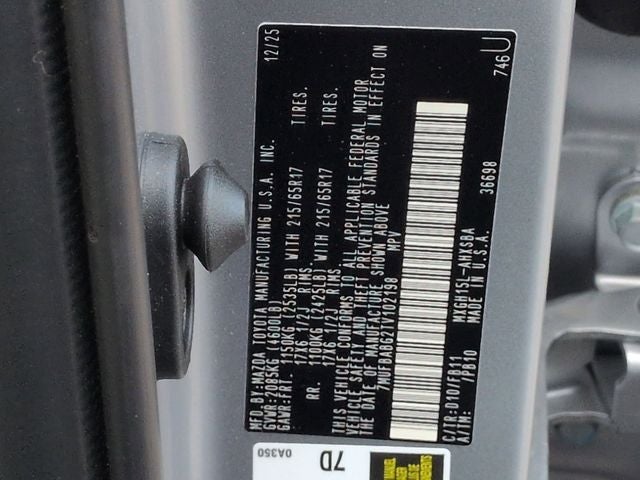 MFD.BY:MAZDA TOYOTA MANUFACTURING U.S.A. INC. 12/25
GVWR:2085KG (4600LB)
GAWR:FRT. 1150KG (2535LB) WITH 215/65R17 TIRES.
17X6 1/2J RIMS.
RR. 1100KG (2425LB) WITH 215/65R17 TIRES.
17X6 1/2J RIMS.
THIS VEHICLE CONFORMS TO ALL APPLICABLE FEDERAL MOTOR
VEHICLE SAFETY AND THEFT PREVENTION STANDARDS IN EFFECT ON
THE DATE OF MANUFACTURE SHOWN ABOVE.
7MUFBABG2TV102198 MPV
C/TR:D107/FB11 MXGH15L-AHXSBA
A/TM: /PB10 MADE IN U.S.A. 36698
746 U
0A350
7D